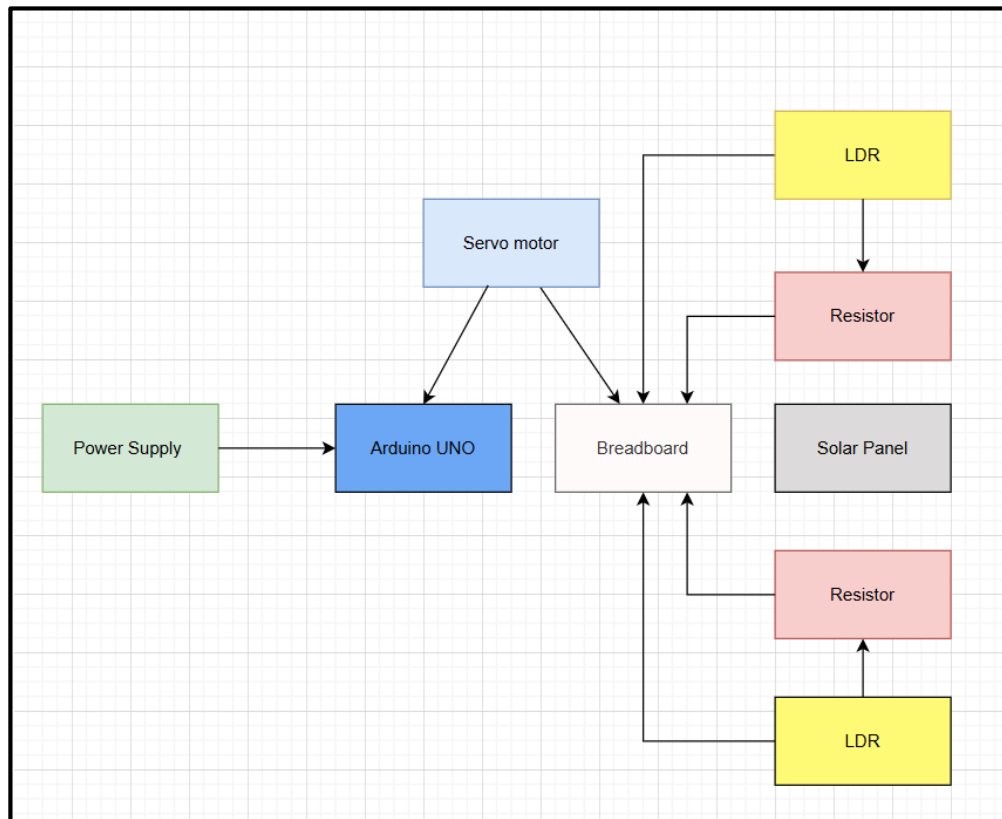 LDR
Servo motor
Resistor
Power Supply
Arduino UNO
Breadboard
Solar Panel
Resistor
LDR